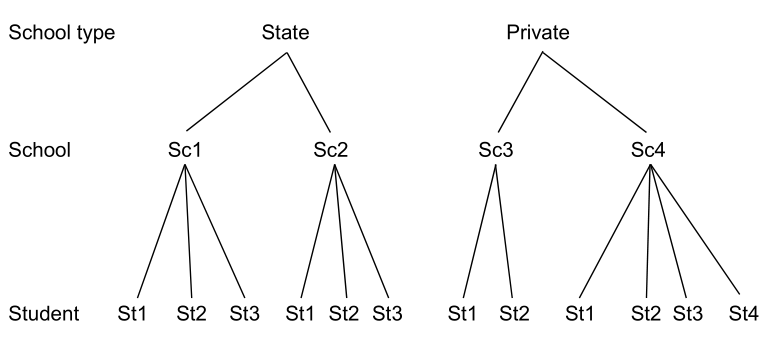 School type State Private
School Sc1 Sc2 Sc3 Sc4
Student St1 St2 St3 St1 St2 St3 St1 St2 St1 St2 St3 St4